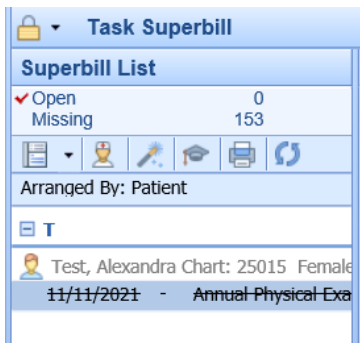 Task Superbill
Superbill List
Open 0
Missing 153
Arranged By: Patient
T
Test, Alexandra Chart: 25015 Female
11/11/2021 - Annual Physical Exa